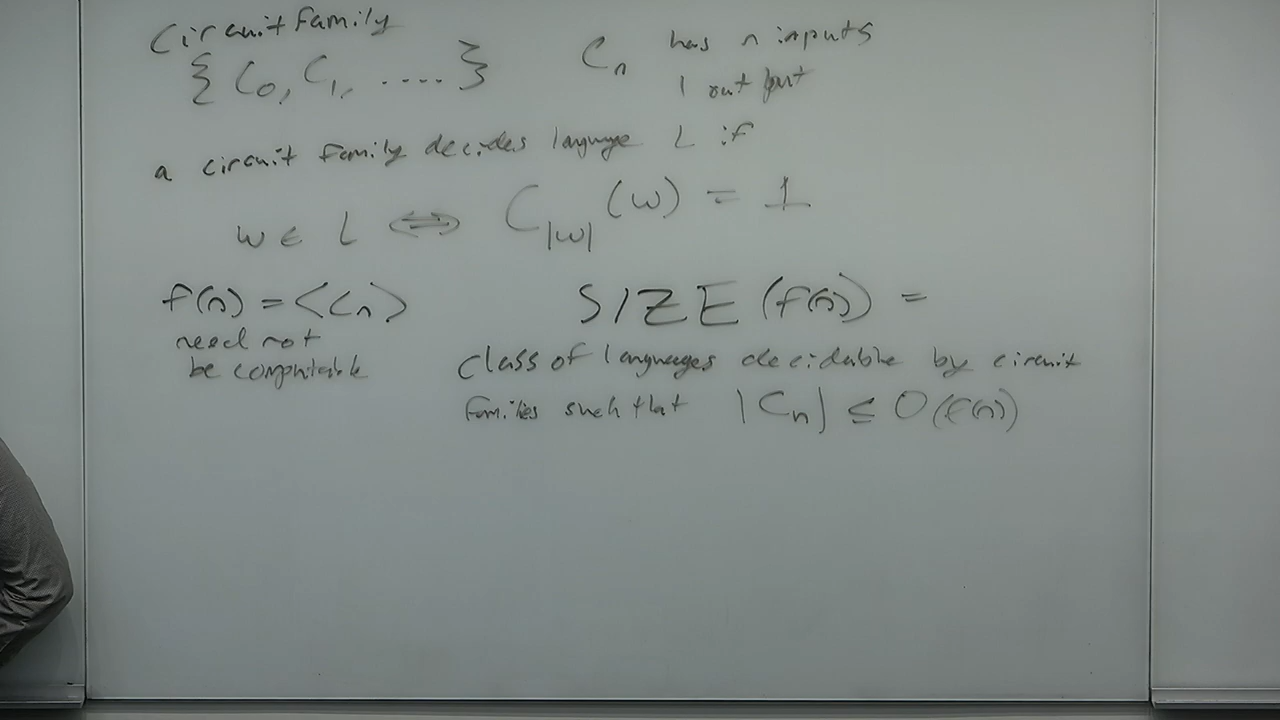 Circuit Family
{ C₀, C₁, .... }
Cₙ has n inputs
1 output
a circuit family decides language L if
w ∈ L ⟺ C_|w| (w) = 1
f(n) = <Cₙ>
need not
be computable
SIZE (f(n)) =
class of languages decidable by circuit
families such that |Cₙ| ≤ O(f(n))